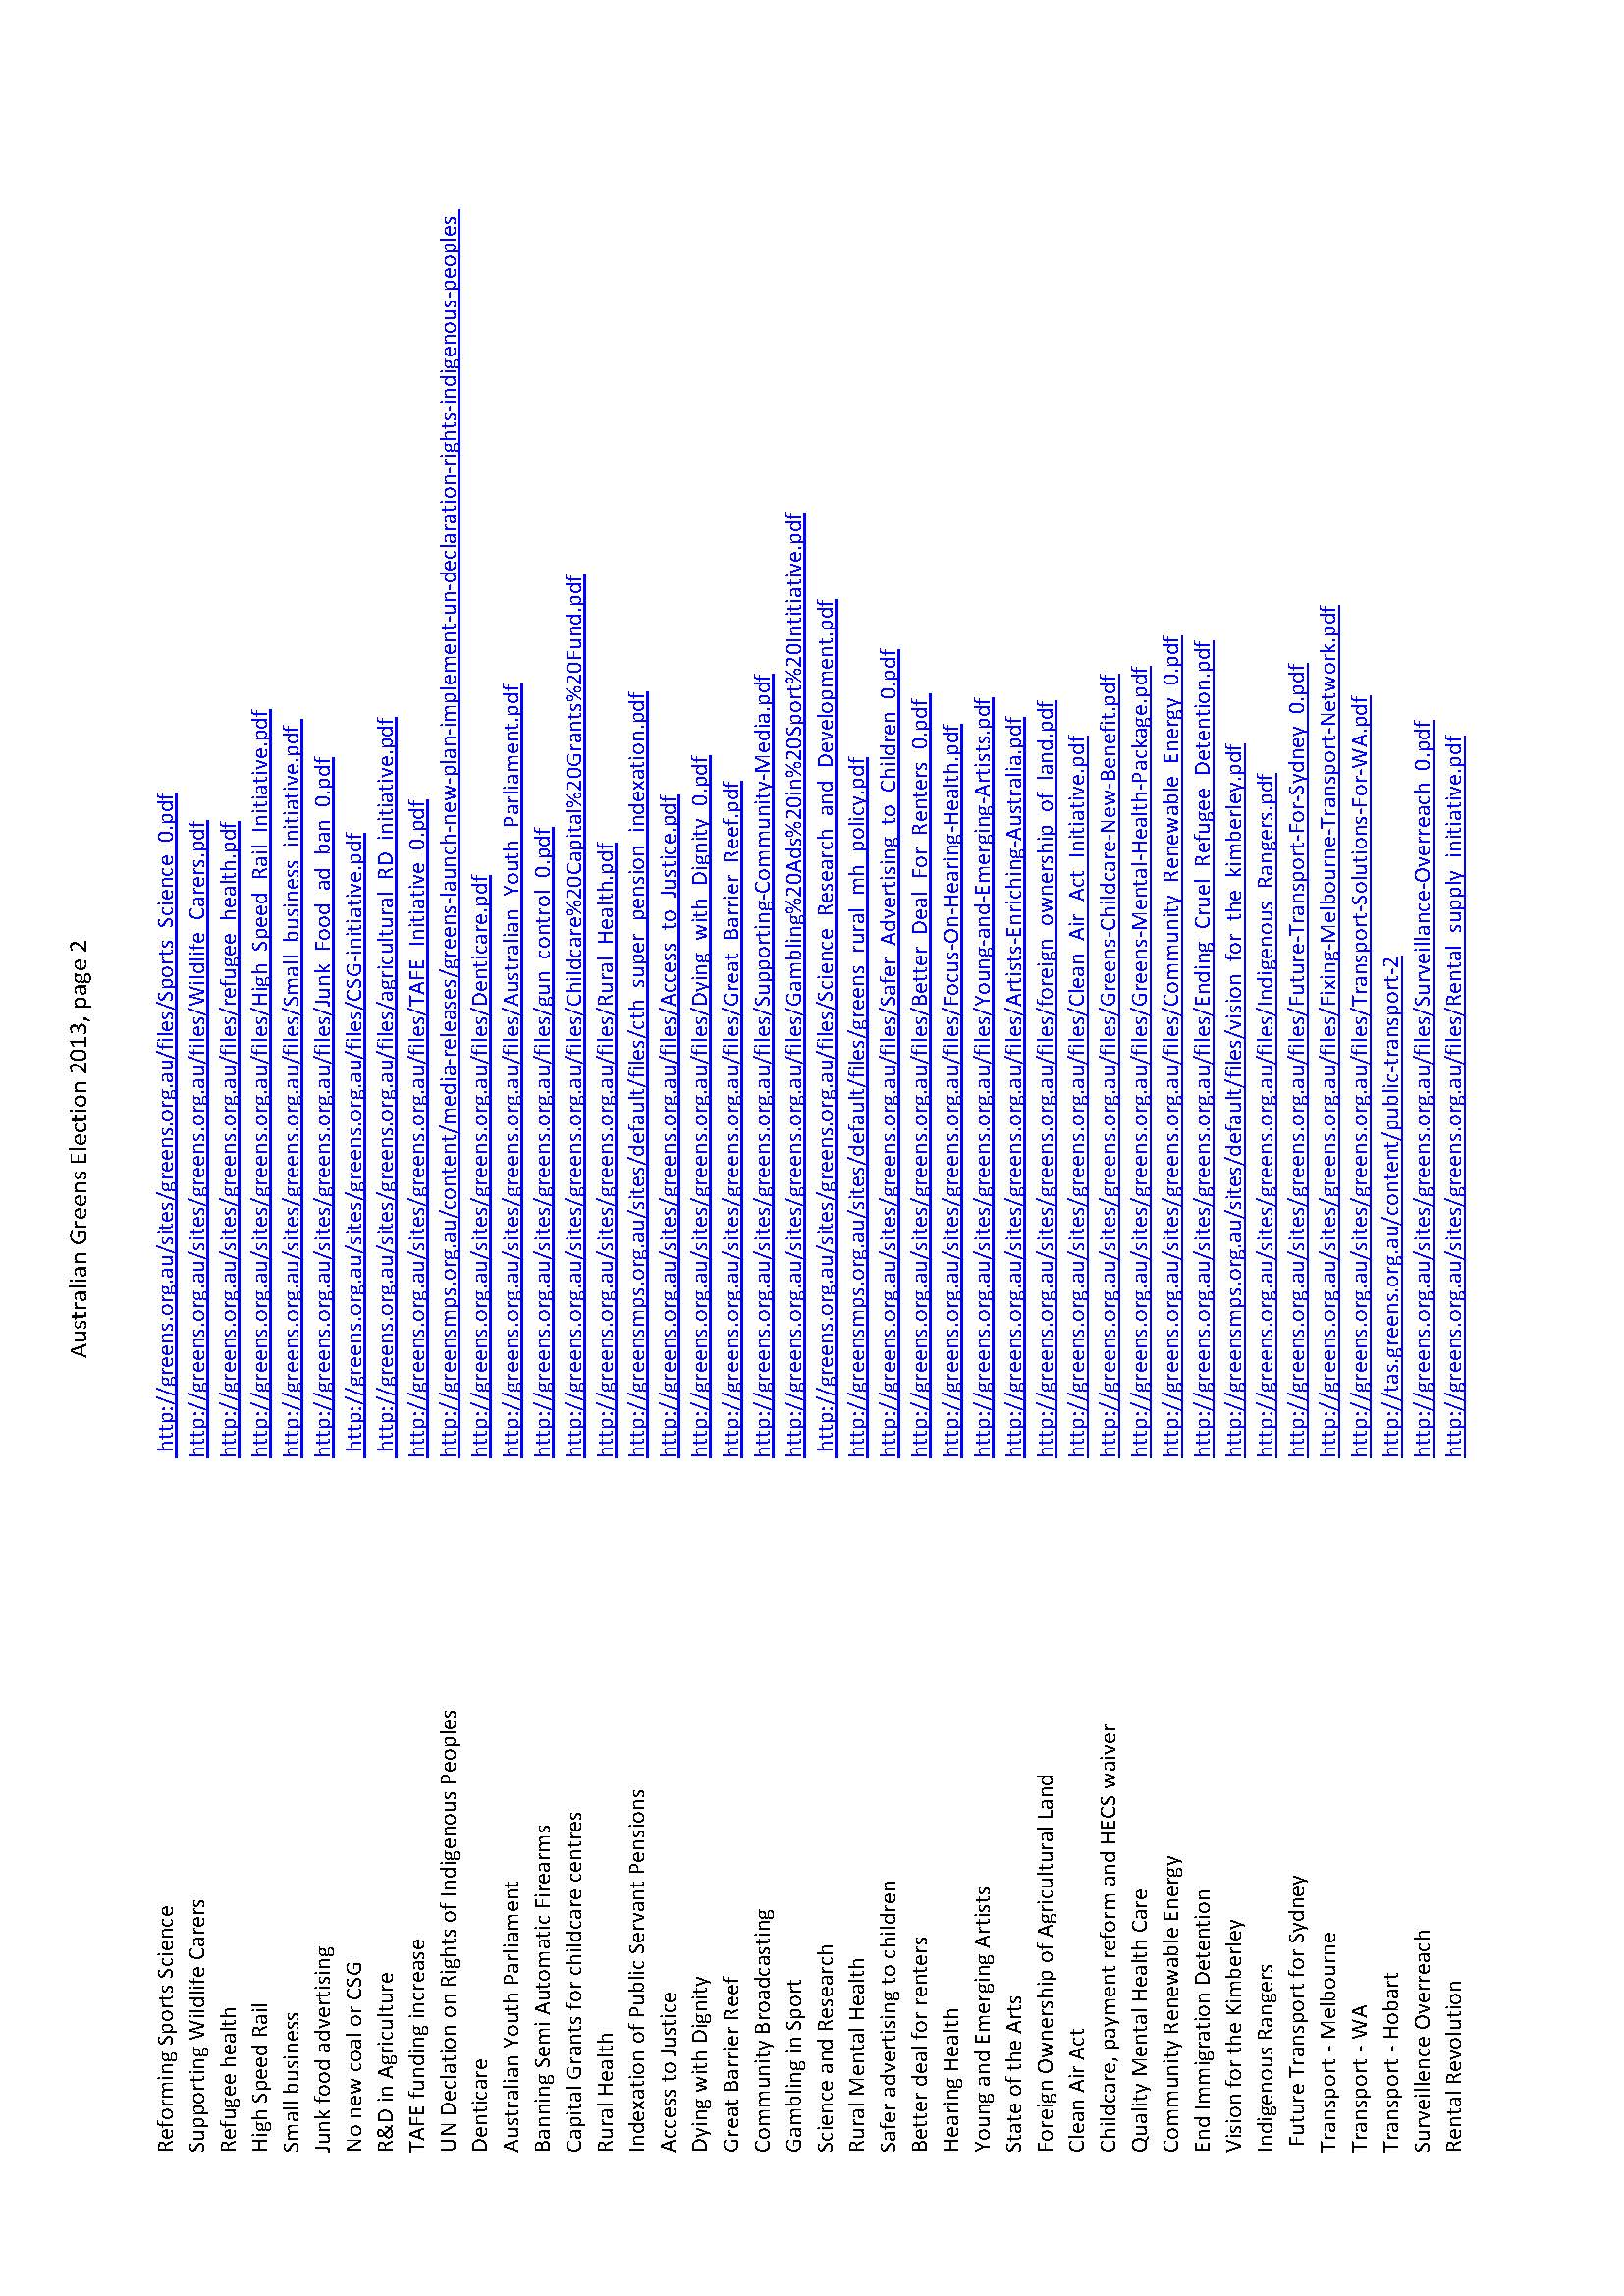 Australian Greens Election 2013, page 2
Reforming Sports Science http://greens.org.au/sites/greens.org.au/files/Sports_Science_0.pdf
Supporting Wildlife Carers http://greens.org.au/sites/greens.org.au/files/Wildlife_Carers.pdf
Refugee health http://greens.org.au/sites/greens.org.au/files/refugee_health.pdf
High Speed Rail http://greens.org.au/sites/greens.org.au/files/High_Speed_Rail_Initiative.pdf
Small business http://greens.org.au/sites/greens.org.au/files/Small_business_initiative.pdf
Junk food advertising http://greens.org.au/sites/greens.org.au/files/Junk_Food_ad_ban_0.pdf
No new coal or CSG http://greens.org.au/sites/greens.org.au/files/CSG-initiative.pdf
R&D in Agriculture http://greens.org.au/sites/greens.org.au/files/agricultural_RD_initiative.pdf
TAFE funding increase http://greens.org.au/sites/greens.org.au/files/TAFE_Initiative_0.pdf
UN Declation on Rights of Indigenous Peoples http://greensmps.org.au/content/media-releases/greens-launch-new-plan-implement-un-declaration-rights-indigenous-peoples
Denticare http://greens.org.au/sites/greens.org.au/files/Denticare.pdf
Australian Youth Parliament http://greens.org.au/sites/greens.org.au/files/Australian_Youth_Parliament.pdf
Banning Semi Automatic Firearms http://greens.org.au/sites/greens.org.au/files/gun_control_0.pdf
Capital Grants for childcare centres http://greens.org.au/sites/greens.org.au/files/Childcare%20Capital%20Grants%20Fund.pdf
Rural Health http://greens.org.au/sites/greens.org.au/files/Rural_Health.pdf
Indexation of Public Servant Pensions http://greensmps.org.au/sites/default/files/cth_super_pension_indexation.pdf
Access to Justice http://greens.org.au/sites/greens.org.au/files/Access_to_Justice.pdf
Dying with Dignity http://greens.org.au/sites/greens.org.au/files/Dying_with_Dignity_0.pdf
Great Barrier Reef http://greens.org.au/sites/greens.org.au/files/Great_Barrier_Reef.pdf
Community Broadcasting http://greens.org.au/sites/greens.org.au/files/Supporting-Community-Media.pdf
Gambling in Sport http://greens.org.au/sites/greens.org.au/files/Gambling%20Ads%20in%20Sport%20Intitiative.pdf
Science and Research http://greens.org.au/sites/greens.org.au/files/Science_Research_and_Development.pdf
Rural Mental Health http://greensmps.org.au/sites/default/files/greens_rural_mh_policy.pdf
Safer advertising to children http://greens.org.au/sites/greens.org.au/files/Safer_Advertising_to_Children_0.pdf
Better deal for renters http://greens.org.au/sites/greens.org.au/files/Better_Deal_For_Renters_0.pdf
Hearing Health http://greens.org.au/sites/greens.org.au/files/Focus-On-Hearing-Health.pdf
Young and Emerging Artists http://greens.org.au/sites/greens.org.au/files/Young-and-Emerging-Artists.pdf
State of the Arts http://greens.org.au/sites/greens.org.au/files/Artists-Enriching-Australia.pdf
Foreign Ownership of Agricultural Land http://greens.org.au/sites/greens.org.au/files/foreign_ownership_of_land.pdf
Clean Air Act http://greens.org.au/sites/greens.org.au/files/Clean_Air_Act_Initiative.pdf
Childcare, payment reform and HECS waiver http://greens.org.au/sites/greens.org.au/files/Greens-Childcare-New-Benefit.pdf
Quality Mental Health Care http://greens.org.au/sites/greens.org.au/files/Greens-Mental-Health-Package.pdf
Community Renewable Energy http://greens.org.au/sites/greens.org.au/files/Community_Renewable_Energy_0.pdf
End Immigration Detention http://greens.org.au/sites/greens.org.au/files/Ending_Cruel_Refugee_Detention.pdf
Vision for the Kimberley http://greensmps.org.au/sites/default/files/vision_for_the_kimberley.pdf
Indigenous Rangers http://greens.org.au/sites/greens.org.au/files/Indigenous_Rangers.pdf
Future Transport for Sydney http://greens.org.au/sites/greens.org.au/files/Future-Transport-For-Sydney_0.pdf
Transport - Melbourne http://greens.org.au/sites/greens.org.au/files/Fixing-Melbourne-Transport-Network.pdf
Transport - WA http://greens.org.au/sites/greens.org.au/files/Transport-Solutions-For-WA.pdf
Transport - Hobart http://tas.greens.org.au/content/public-transport-2
Surveillence Overreach http://greens.org.au/sites/greens.org.au/files/Surveillance-Overreach_0.pdf
Rental Revolution http://greens.org.au/sites/greens.org.au/files/Rental_supply_initiative.pdf